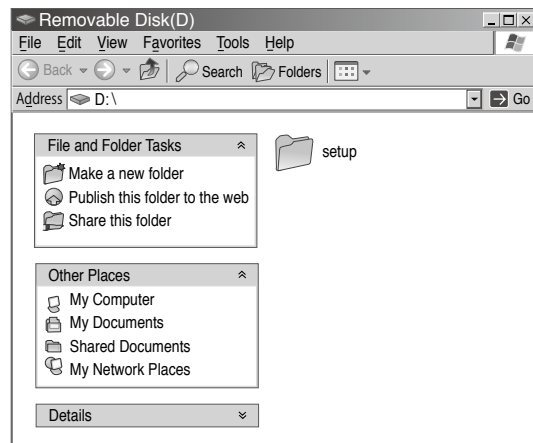 Removable Disk(D)
File Edit View Favorites Tools Help
Back Search Folders
Address D:\ Go
File and Folder Tasks
Make a new folder
Publish this folder to the web
Share this folder
setup
Other Places
My Computer
My Documents
Shared Documents
My Network Places
Details